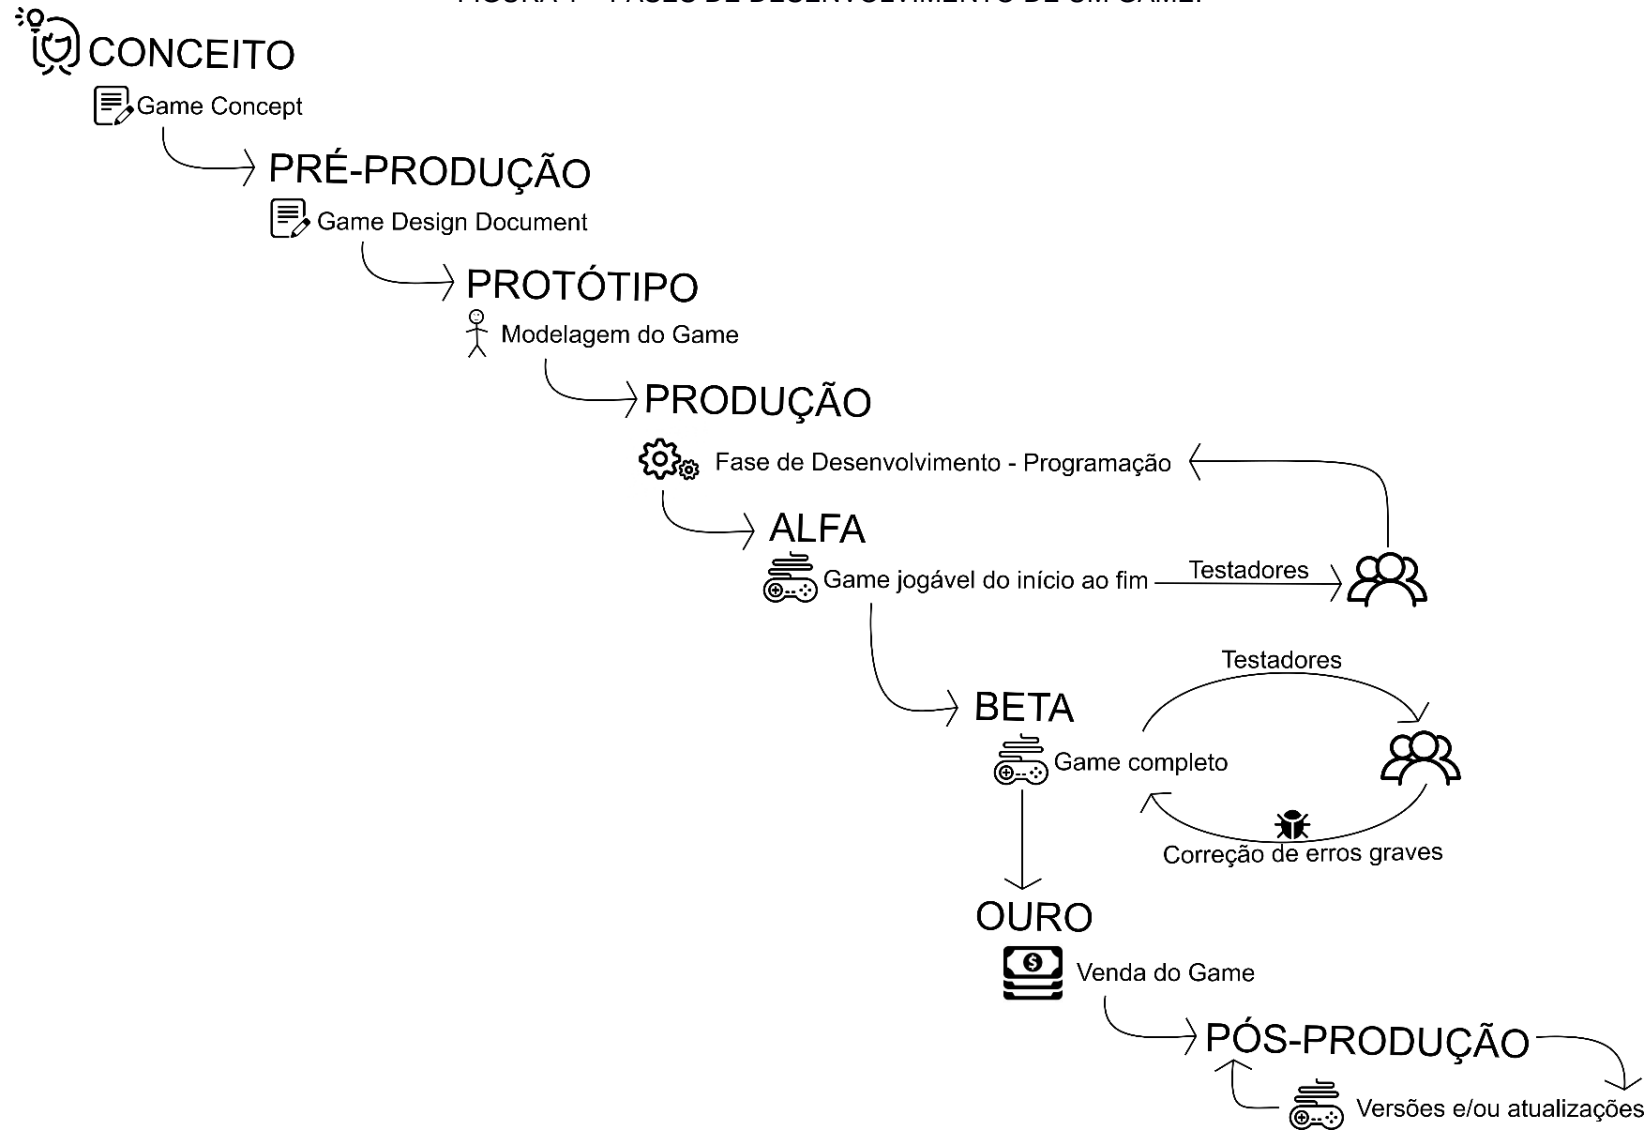 CONCEITO
Game Concept
PRÉ-PRODUÇÃO
Game Design Document
PROTÓTIPO
Modelagem do Game
PRODUÇÃO
Fase de Desenvolvimento - Programação
ALFA
Game jogável do início ao fim
Testadores
Testadores
BETA
Game completo
Correção de erros graves
OURO
$
Venda do Game
PÓS-PRODUÇÃO
Versões e/ou atualizações